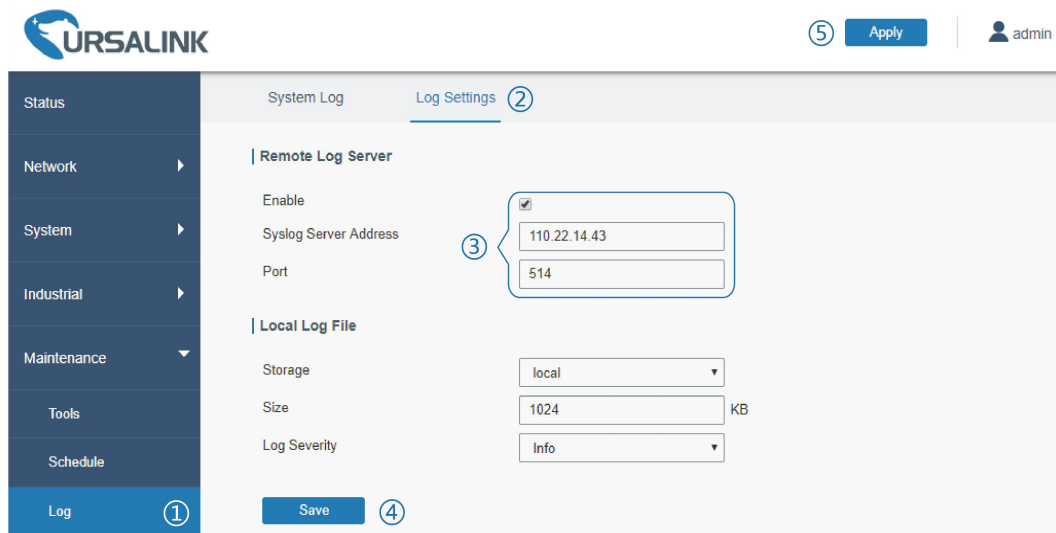 URSALINK
⑤ Apply admin
Status
System Log Log Settings ②
Network
Remote Log Server
Enable
System
Syslog Server Address 110.22.14.43
③
Port 514
Industrial
Local Log File
Maintenance
Storage local
Size 1024 KB
Tools
Log Severity Info
Schedule
Log ①
Save ④